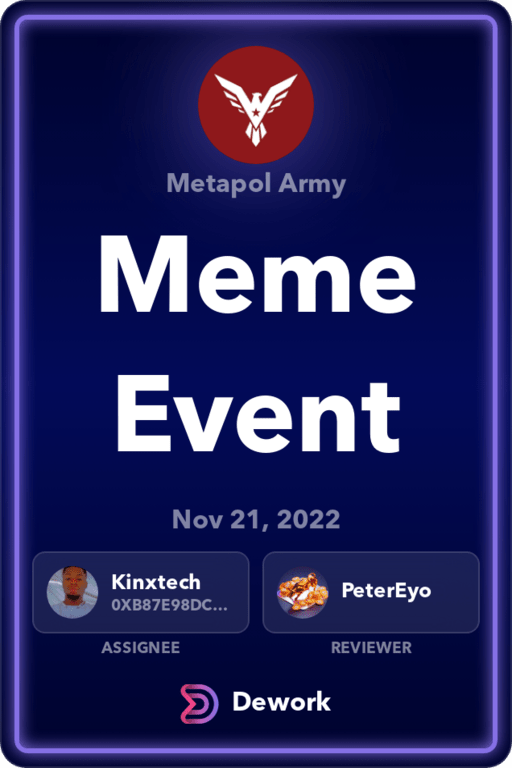 Metapol Army
Meme
Event
Nov 21, 2022
Kinxtech
0XB87E98DC...
PeterEyo
ASSIGNEE
REVIEWER
Dework